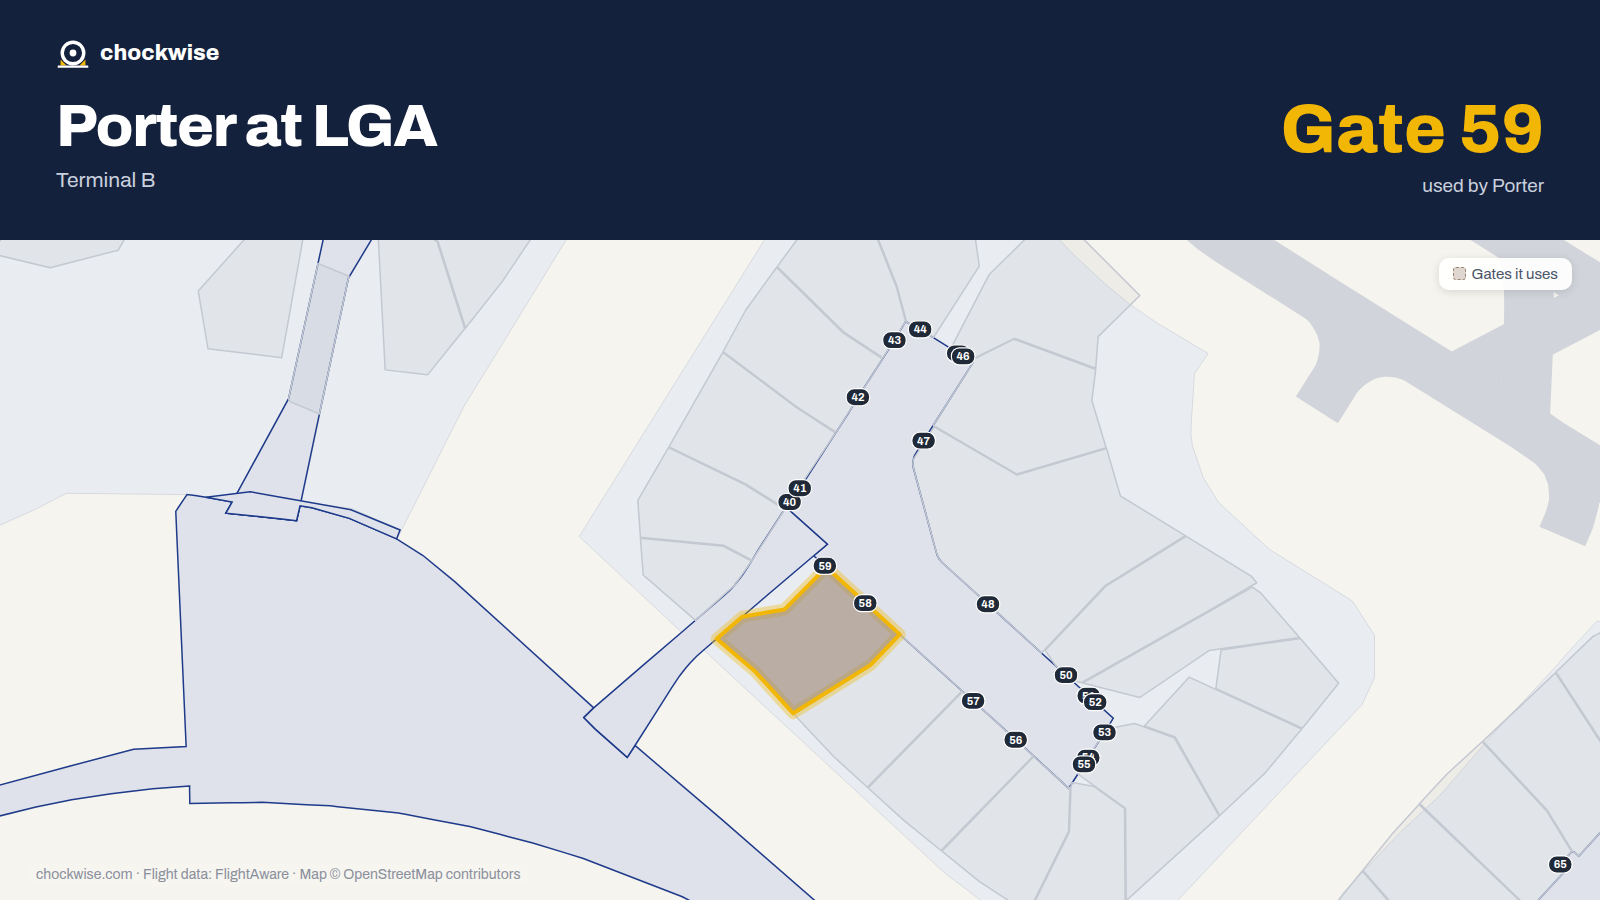 chockwise
Porter at LGA
Terminal B
Gate 59
used by Porter
Gates it uses
44
43
46
42
47
41
40
59
58
48
50
52
57
53
56
55
65
chockwise.com · Flight data: FlightAware · Map © OpenStreetMap contributors